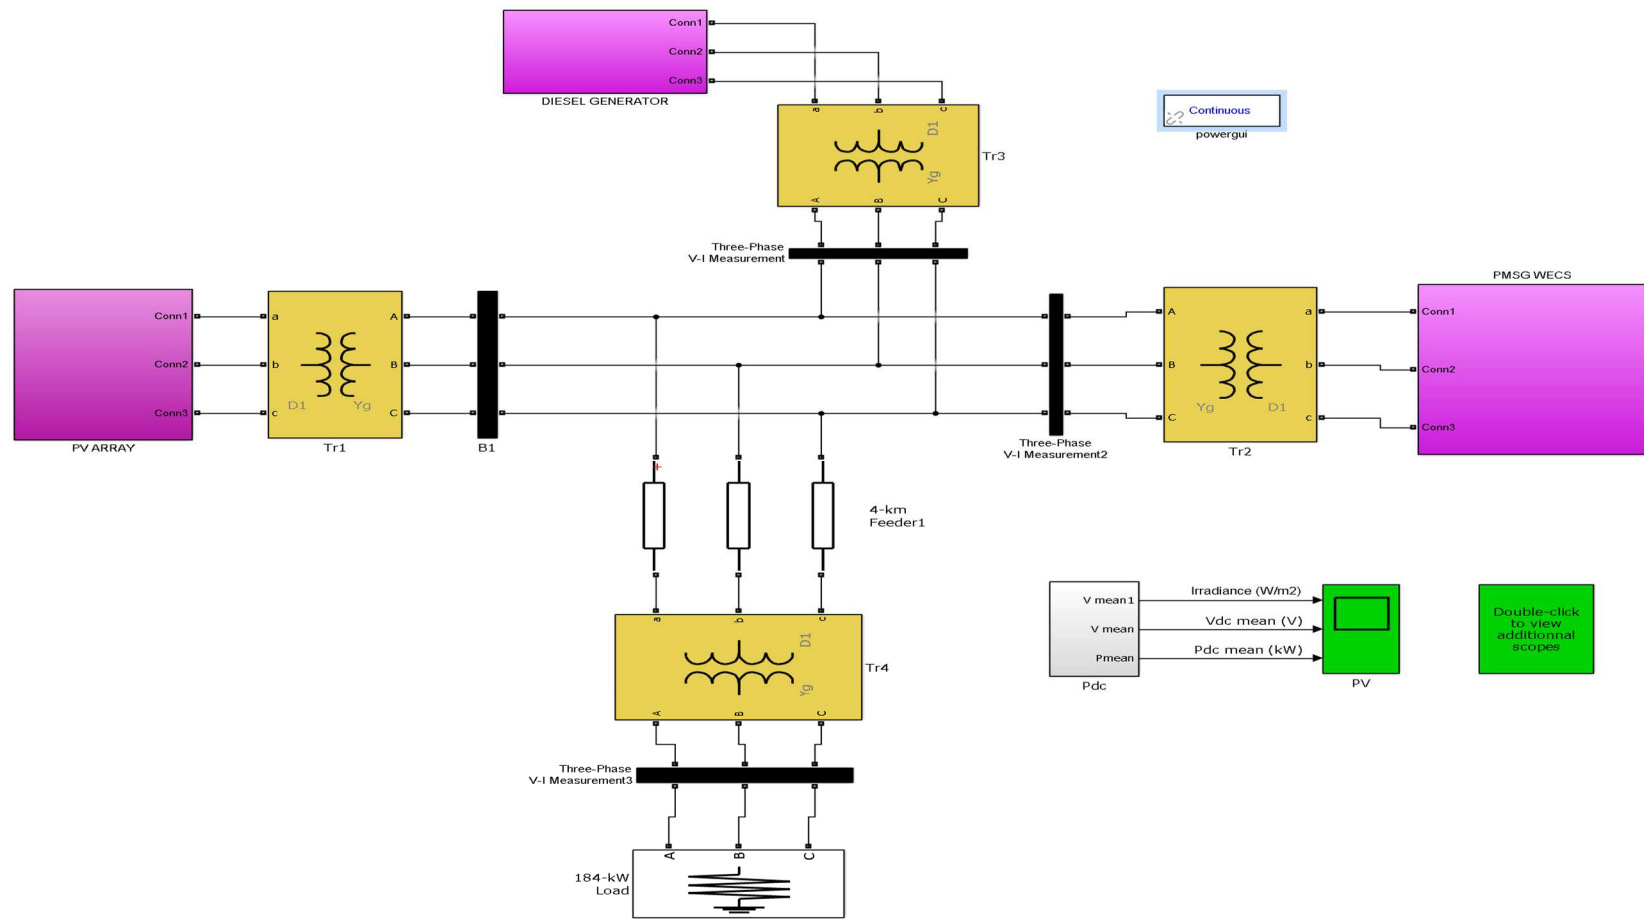 Conn1
Conn2
Conn3
DIESEL GENERATOR
a
b
c
D1
Yg
Tr3
A
B
C
Continuous
powergui
Three-Phase
V-I Measurement
PV ARRAY
Conn1
Conn2
Conn3
a
b
c
D1
Yg
A
B
C
Tr1
B1
Three-Phase
V-I Measurement2
A
B
C
Yg
D1
a
b
c
Tr2
PMSG WECS
Conn1
Conn2
Conn3
+
4-km
Feeder1
a
b
c
D1
Yg
Tr4
A
B
C
Three-Phase
V-I Measurement3
A
B
C
184-kW
Load
V mean1
V mean
Pmean
Pdc
Irradiance (W/m2)
Vdc mean (V)
Pdc mean (kW)
PV
Double-click
to view
additionnal
scopes